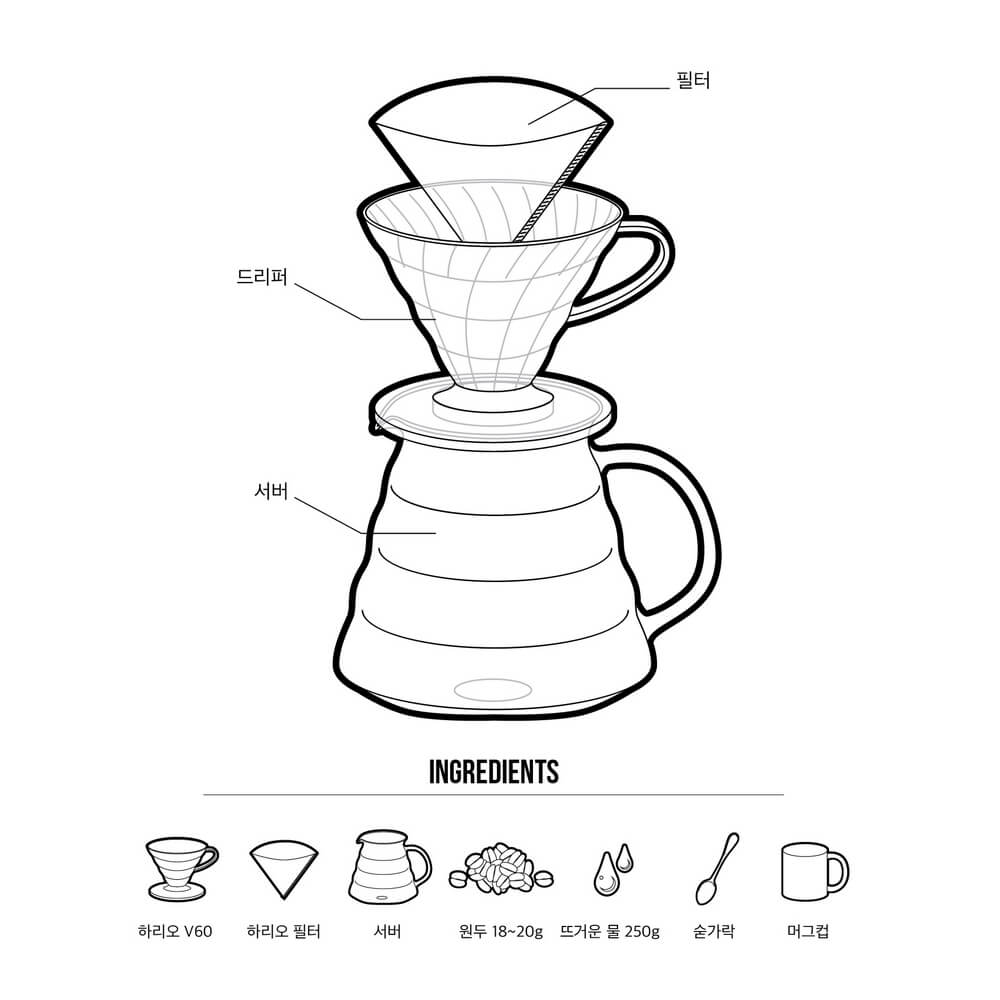 필터
드리퍼
서버
INGREDIENTS
하리오 V60
하리오 필터
서버
원두 18~20g
뜨거운 물 250g
숟가락
머그컵